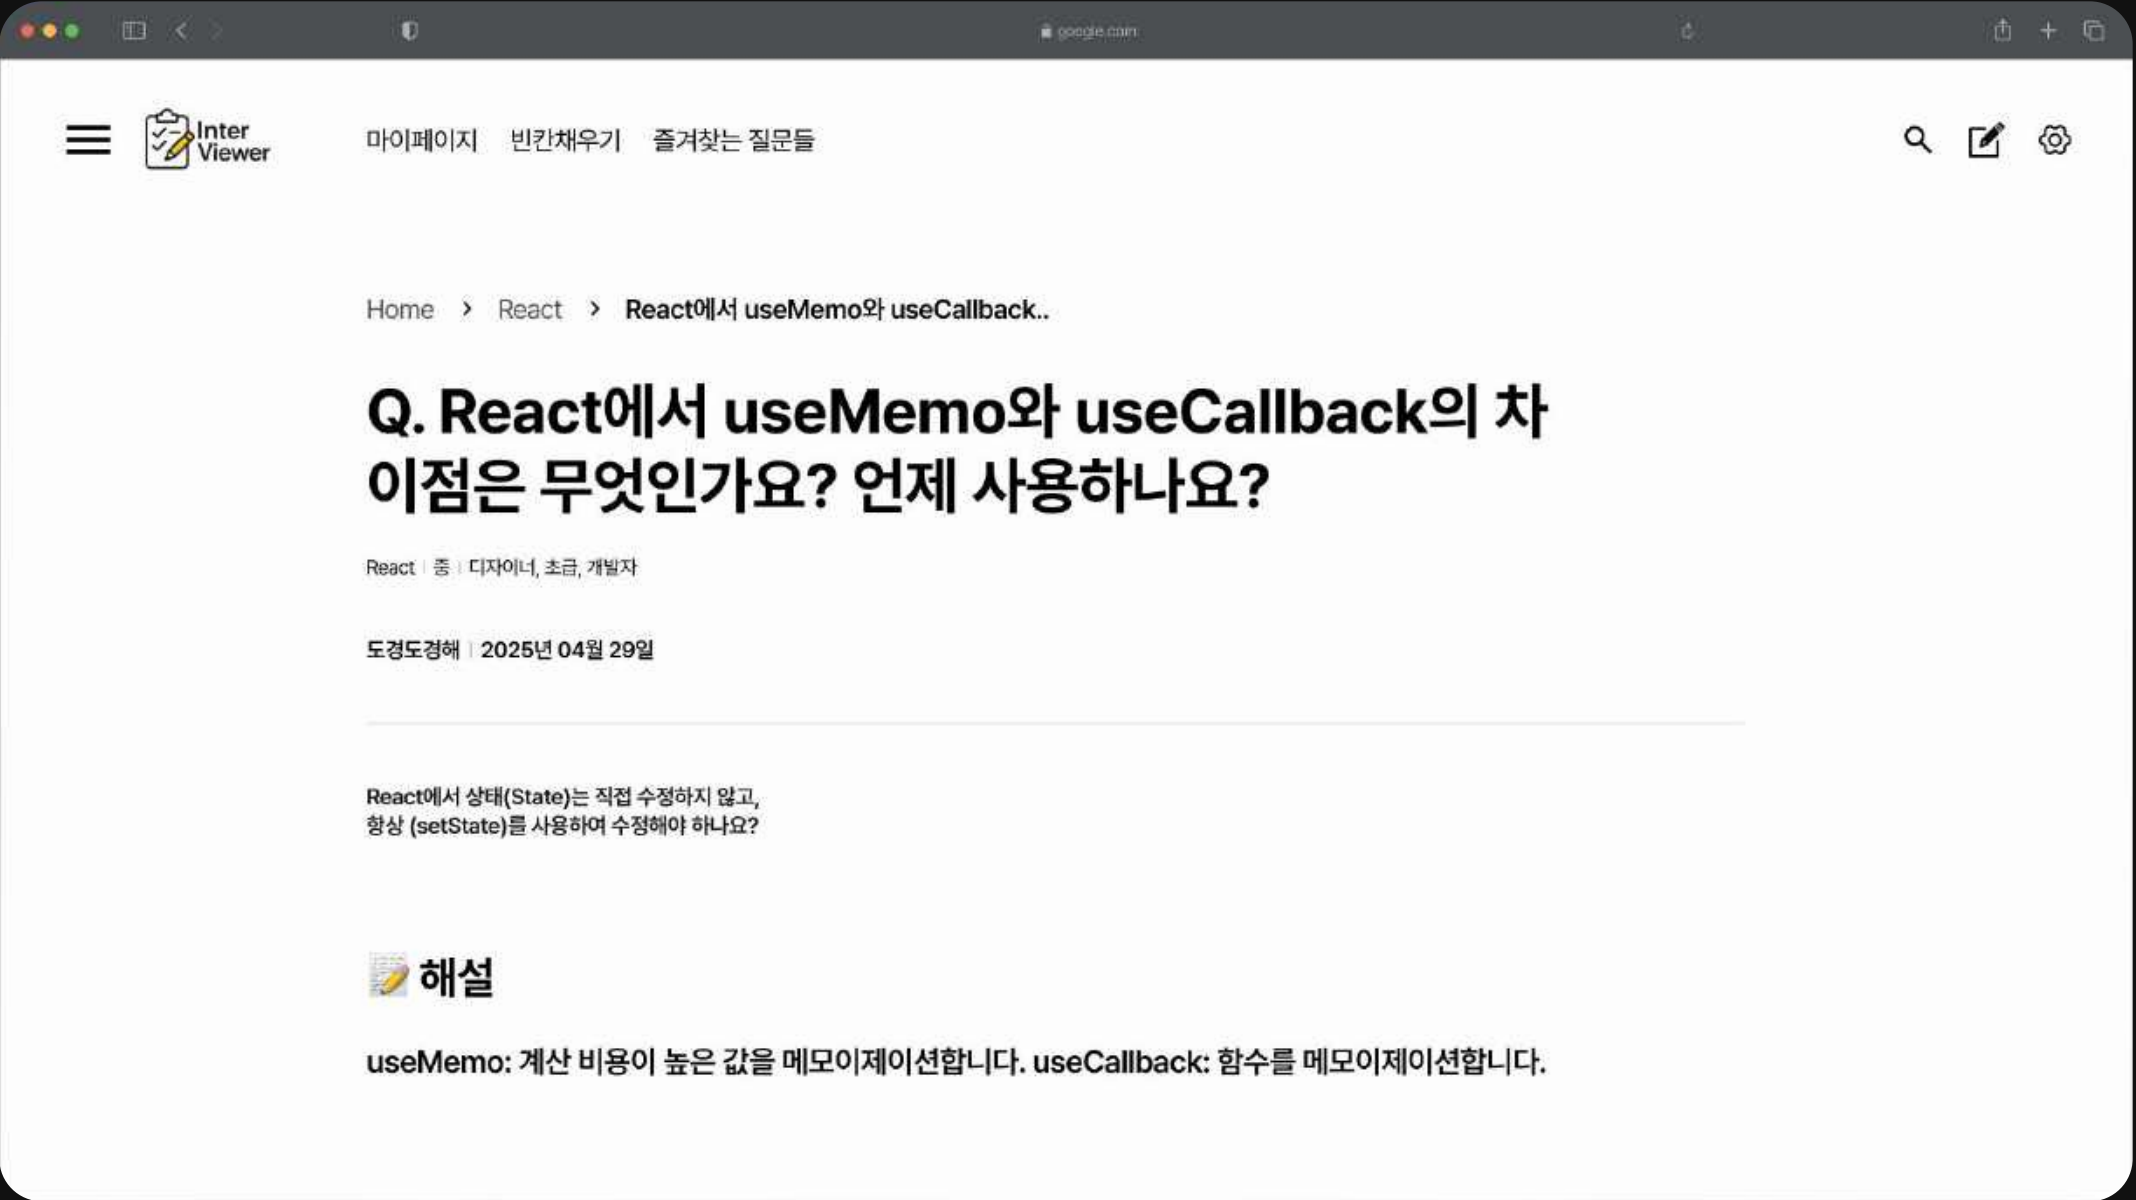 google.com
Inter
Viewer
마이페이지 빈칸채우기 즐겨찾는 질문들
Home > React > React에서 useMemo와 useCallback..
Q. React에서 useMemo와 useCallback의 차
이점은 무엇인가요? 언제 사용하나요?
React | 중 | 디자이너, 초급, 개발자
도경도경해 | 2025년 04월 29일
React에서 상태(State)는 직접 수정하지 않고,
항상 (setState)를 사용하여 수정해야 하나요?
📝 해설
useMemo: 계산 비용이 높은 값을 메모이제이션합니다. useCallback: 함수를 메모이제이션합니다.